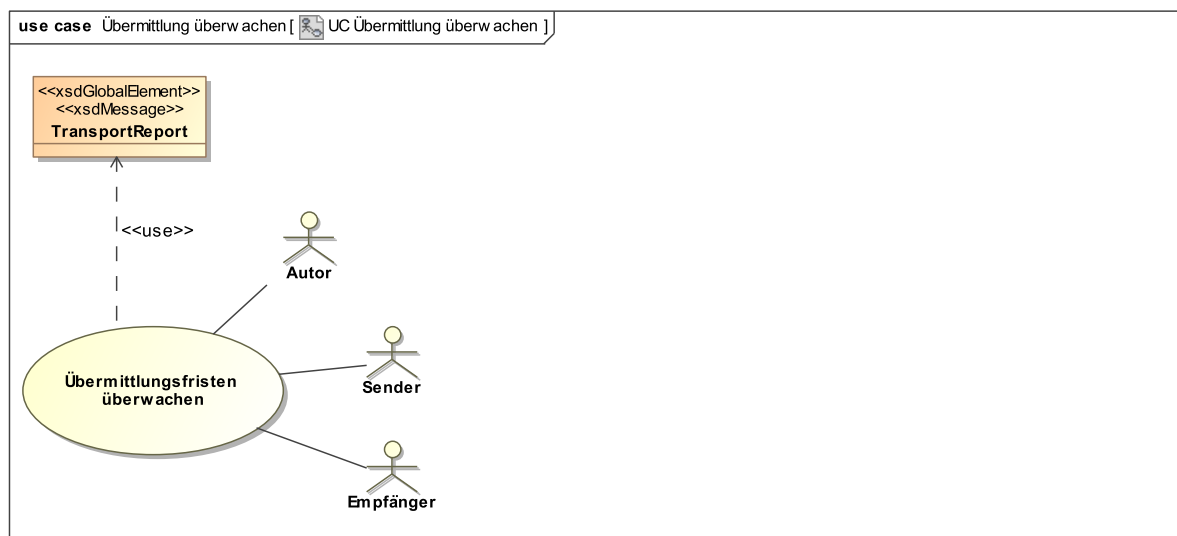 use case Übermittlung überwachen [ UC Übermittlung überwachen ]
<<xsdGlobalElement>>
<<xsdMessage>>
TransportReport
<<use>>
Autor
Übermittlungsfristen
überwachen
Sender
Empfänger